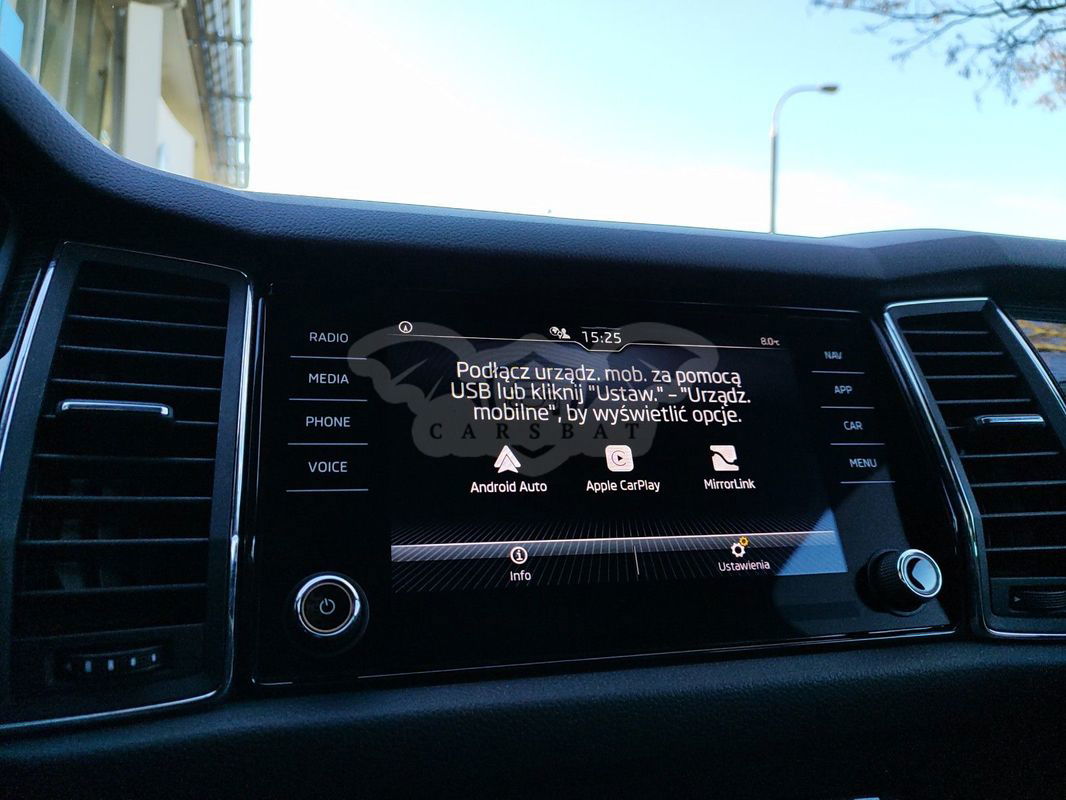 RADIO
MEDIA
PHONE
VOICE
15:25
8.0°C
Podłącz urządz. mob. za pomocą
USB lub kliknij "Ustaw." - "Urządz.
mobilne", by wyświetlić opcje.
CARSBAT
Android Auto
Apple CarPlay
MirrorLink
Info
Ustawienia
NAV
APP
CAR
MENU